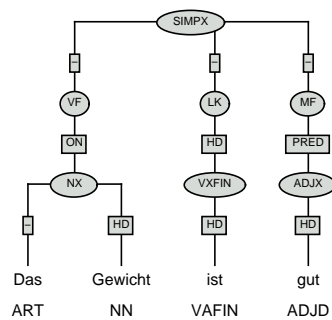 SIMPX
– – –
VF LK MF
ON HD PRED
NX VXFIN ADJX
– HD HD HD
Das Gewicht ist gut
ART NN VAFIN ADJD